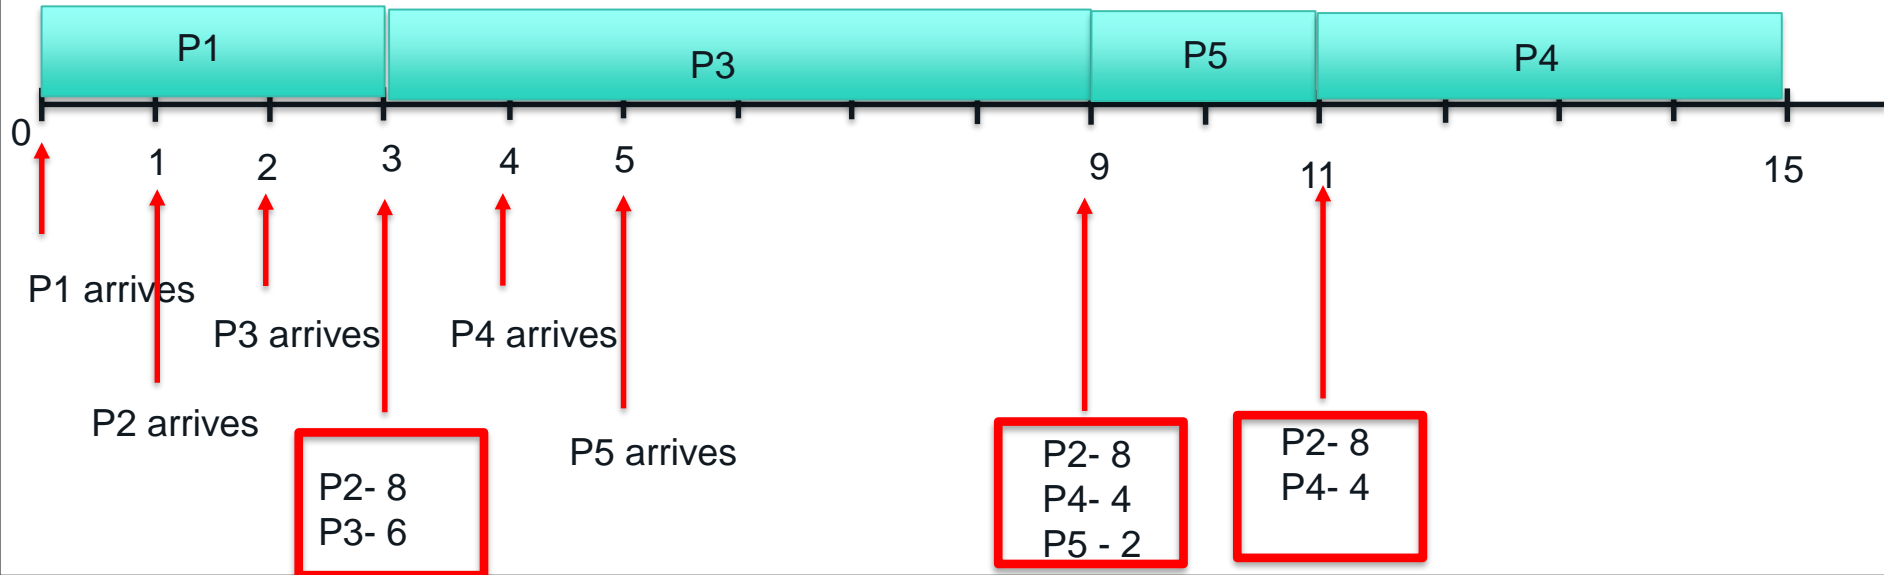 P1
P3
P5
P4
0
1
2
3
4
5
9
11
15
P1 arrives
P3 arrives
P4 arrives
P2 arrives
P5 arrives
P2- 8
P3- 6
P2- 8
P4- 4
P5 - 2
P2- 8
P4- 4